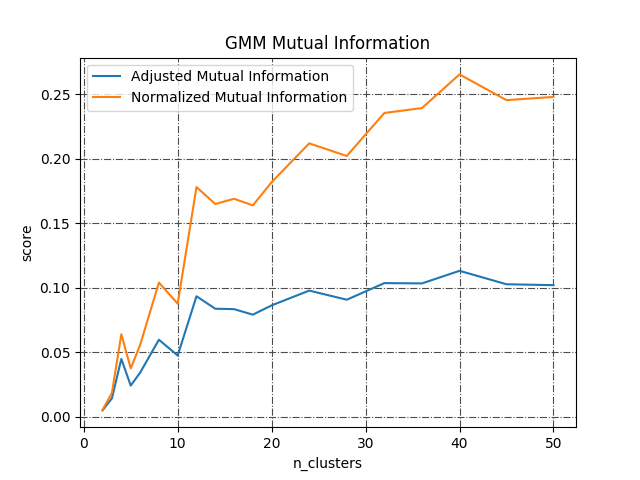 GMM Mutual Information
Adjusted Mutual Information
Normalized Mutual Information
score
0.25
0.20
0.15
0.10
0.05
0.00
0 10 20 30 40 50
n_clusters